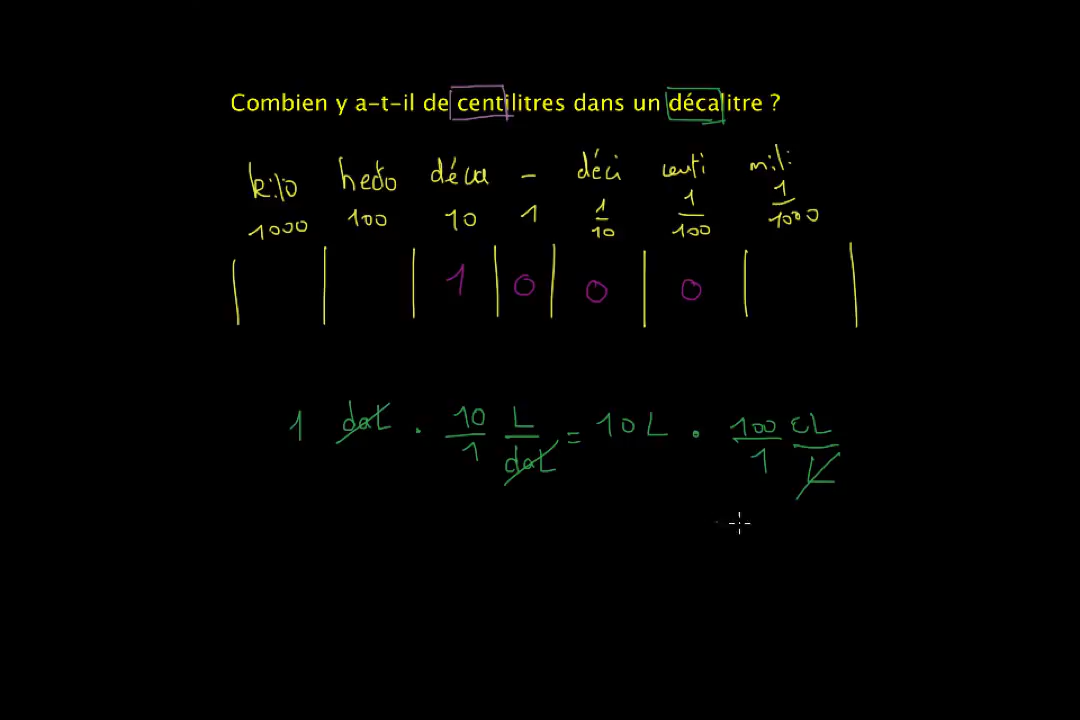 Combien y a-t-il de centilitres dans un décalitre ?
kilo hecto déca - déci centi mili
1000 100 10 1 1/10 1/100 1/1000
1 0 0 0
1 daL . 10/1 L/daL = 10 L . 100/1 cL/L